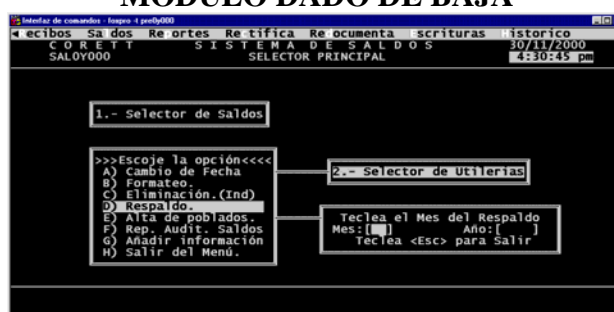 MODULO DADO DE BAJA
Interfaz de comandos - foxpro -t pre0y000
ecibos Sa dos Re ortes Re tifica Re ocumenta scrituras istorico
C O R E T T S I S T E M A D E S A L D O S 30/11/2000
SALOY000 SELECTOR PRINCIPAL 4:30:45 pm
1.- Selector de Saldos
>>>Escoje la opción<<<<
A) Cambio de Fecha
2.- Selector de Utilerias
B) Formateo.
C) Eliminación.(Ind)
D) Respaldo.
E) Alta de poblados.
Teclea el Mes del Respaldo
F) Rep. Audit. Saldos
Mes:[ ] Año:[ ]
G) Añadir información
Teclea <Esc> para Salir
H) Salir del Menú.